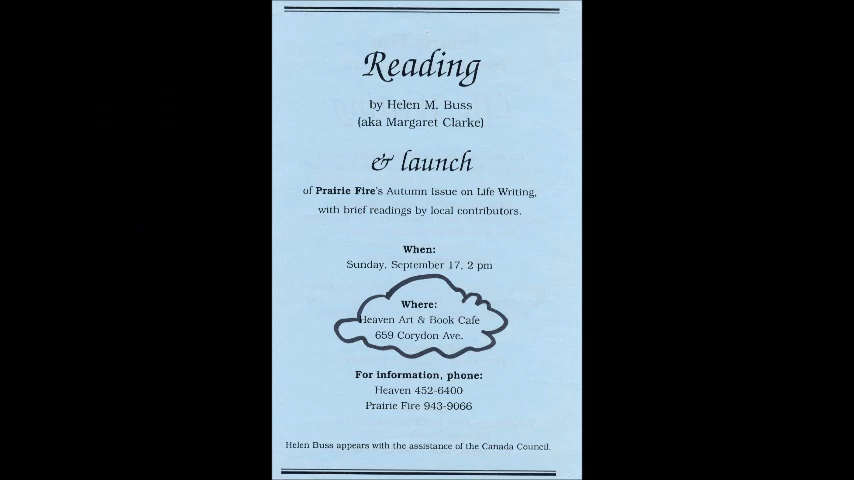 Reading
by Helen M. Buss
(aka Margaret Clarke)
& launch
of Prairie Fire's Autumn Issue on Life Writing,
with brief readings by local contributors.
When:
Sunday, September 17, 2 pm
Where:
Heaven Art & Book Cafe
659 Corydon Ave.
For information, phone:
Heaven 452-6400
Prairie Fire 943-9066
Helen Buss appears with the assistance of the Canada Council.